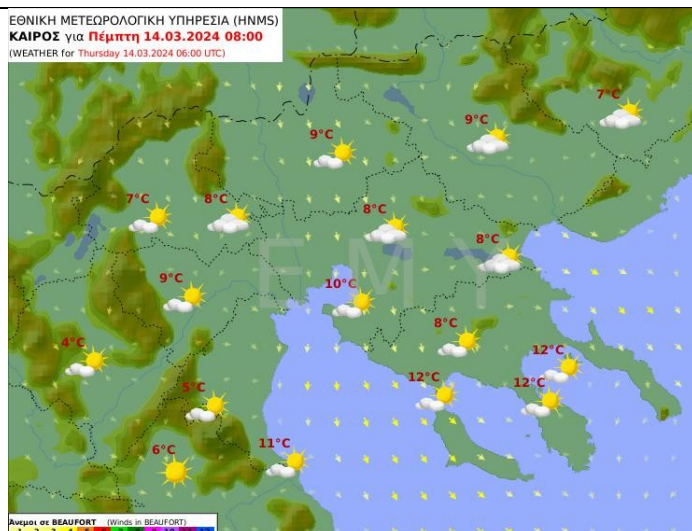 ΕΘΝΙΚΗ ΜΕΤΕΩΡΟΛΟΓΙΚΗ ΥΠΗΡΕΣΙΑ (HNMS)
ΚΑΙΡΟΣ για Πέμπτη 14.03.2024 08:00
(WEATHER for Thursday 14.03.2024 06:00 UTC)
7°C
9°C
9°C
7°C
8°C
8°C
8°C
ΕΜΥ
9°C
10°C
8°C
4°C
12°C
5°C
12°C
12°C
6°C
11°C
Άνεμοι σε BEAUFORT (Winds in BEAUFORT)